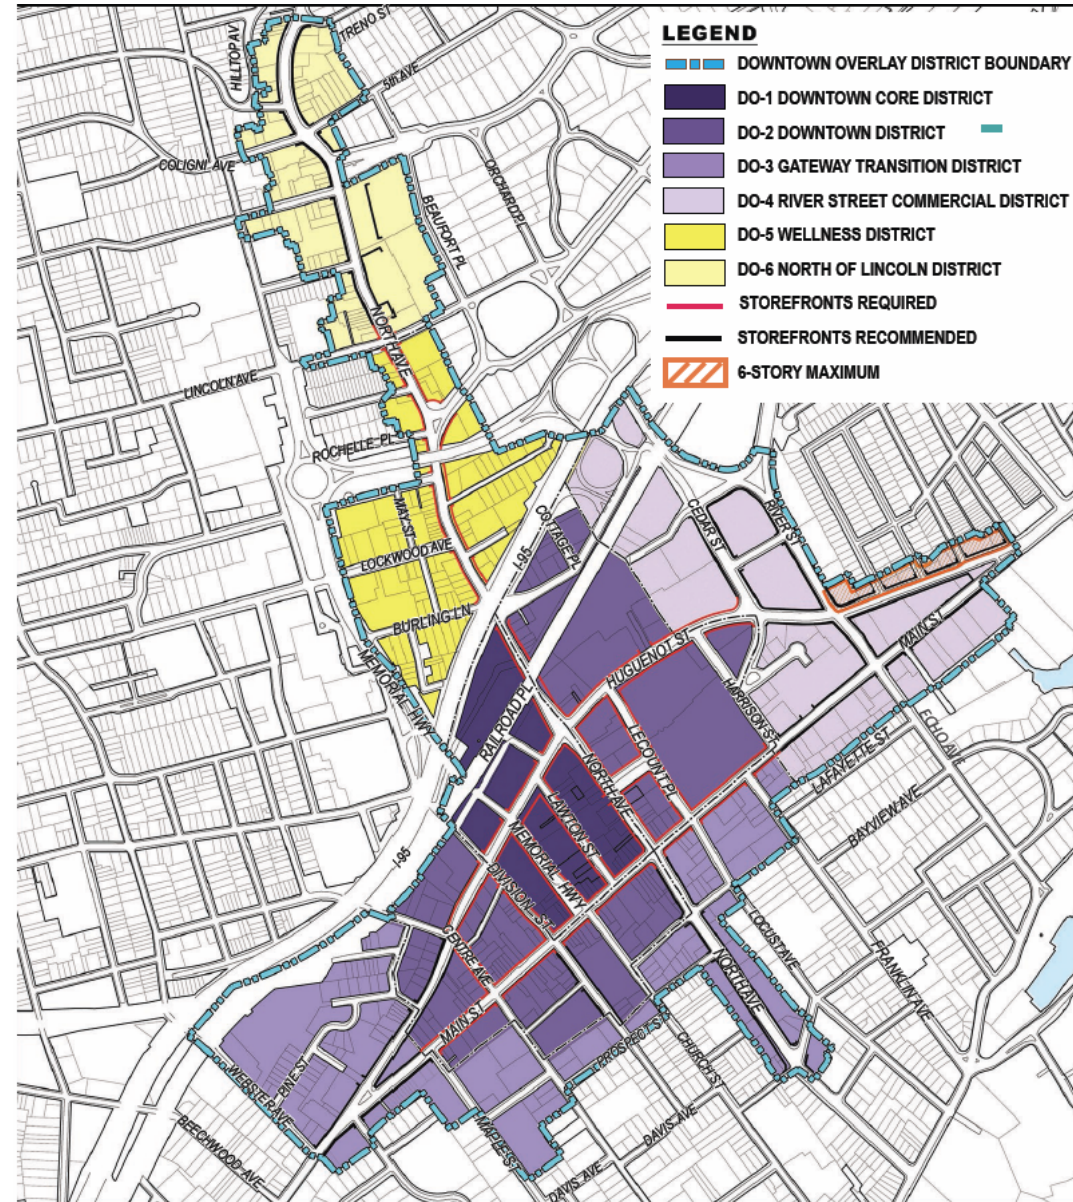 LEGEND
DOWNTOWN OVERLAY DISTRICT BOUNDARY
DO-1 DOWNTOWN CORE DISTRICT
DO-2 DOWNTOWN DISTRICT
DO-3 GATEWAY TRANSITION DISTRICT
DO-4 RIVER STREET COMMERCIAL DISTRICT
DO-5 WELLNESS DISTRICT
DO-6 NORTH OF LINCOLN DISTRICT
STOREFRONTS REQUIRED
STOREFRONTS RECOMMENDED
6-STORY MAXIMUM
TRENO ST
HILLTOP AV
5th AVE
COLIGNI AVE
ORCHARD PL
BEAUFORT PL
NORTH AVE
LINCOLN AVE
ROCHELLE PL
MAY ST
LOCKWOOD AVE
COTTAGE PL
I-95
CEDAR ST
RIVER ST
BURLING LN.
MAIN ST
MEMORIAL HWY
HUGUENOT ST
RAILROAD PL
HARRISON ST
ECHO AVE
LECOUNT PL
NORTH AVE
LAFAYETTE ST
LAWTON ST
BAYVIEW AVE
MEMORIAL HWY
I-95
DIVISION ST
CENTRE AVE
LOCUST AVE
FRANKLIN AVE
NORTH AVE
MAIN ST
PROSPECT ST
CHURCH ST
PINE ST
WEBSTER AVE
BEECHWOOD AVE
MAPLE ST
DAVIS AVE
DAVIS AVE